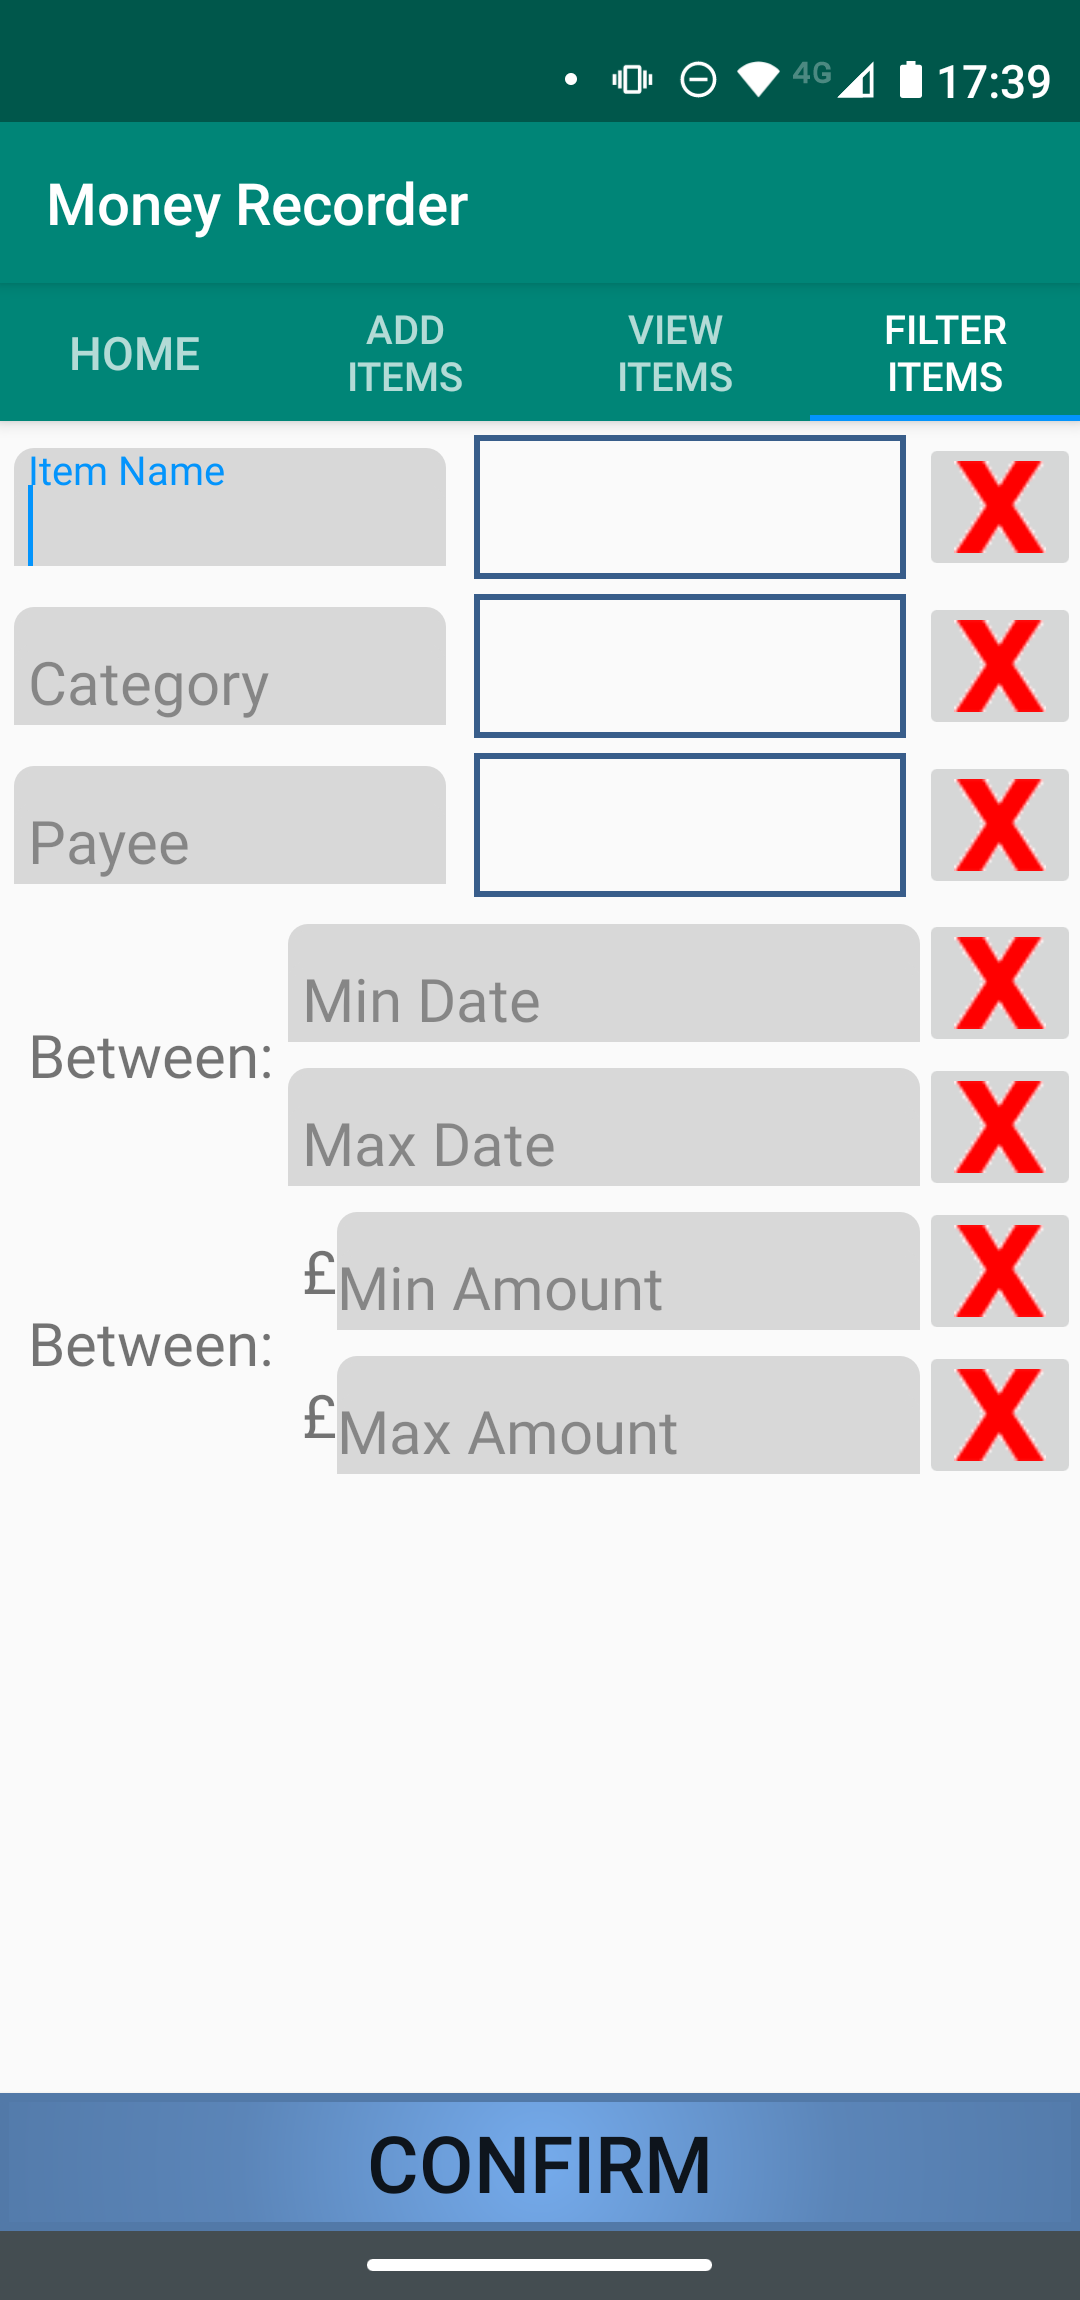 4G 17:39
Money Recorder
HOME
ADD
ITEMS
VIEW
ITEMS
FILTER
ITEMS
Item Name
X
Category
X
Payee
X
Between:
Min Date
X
Max Date
X
Between:
£Min Amount
X
£Max Amount
X
CONFIRM